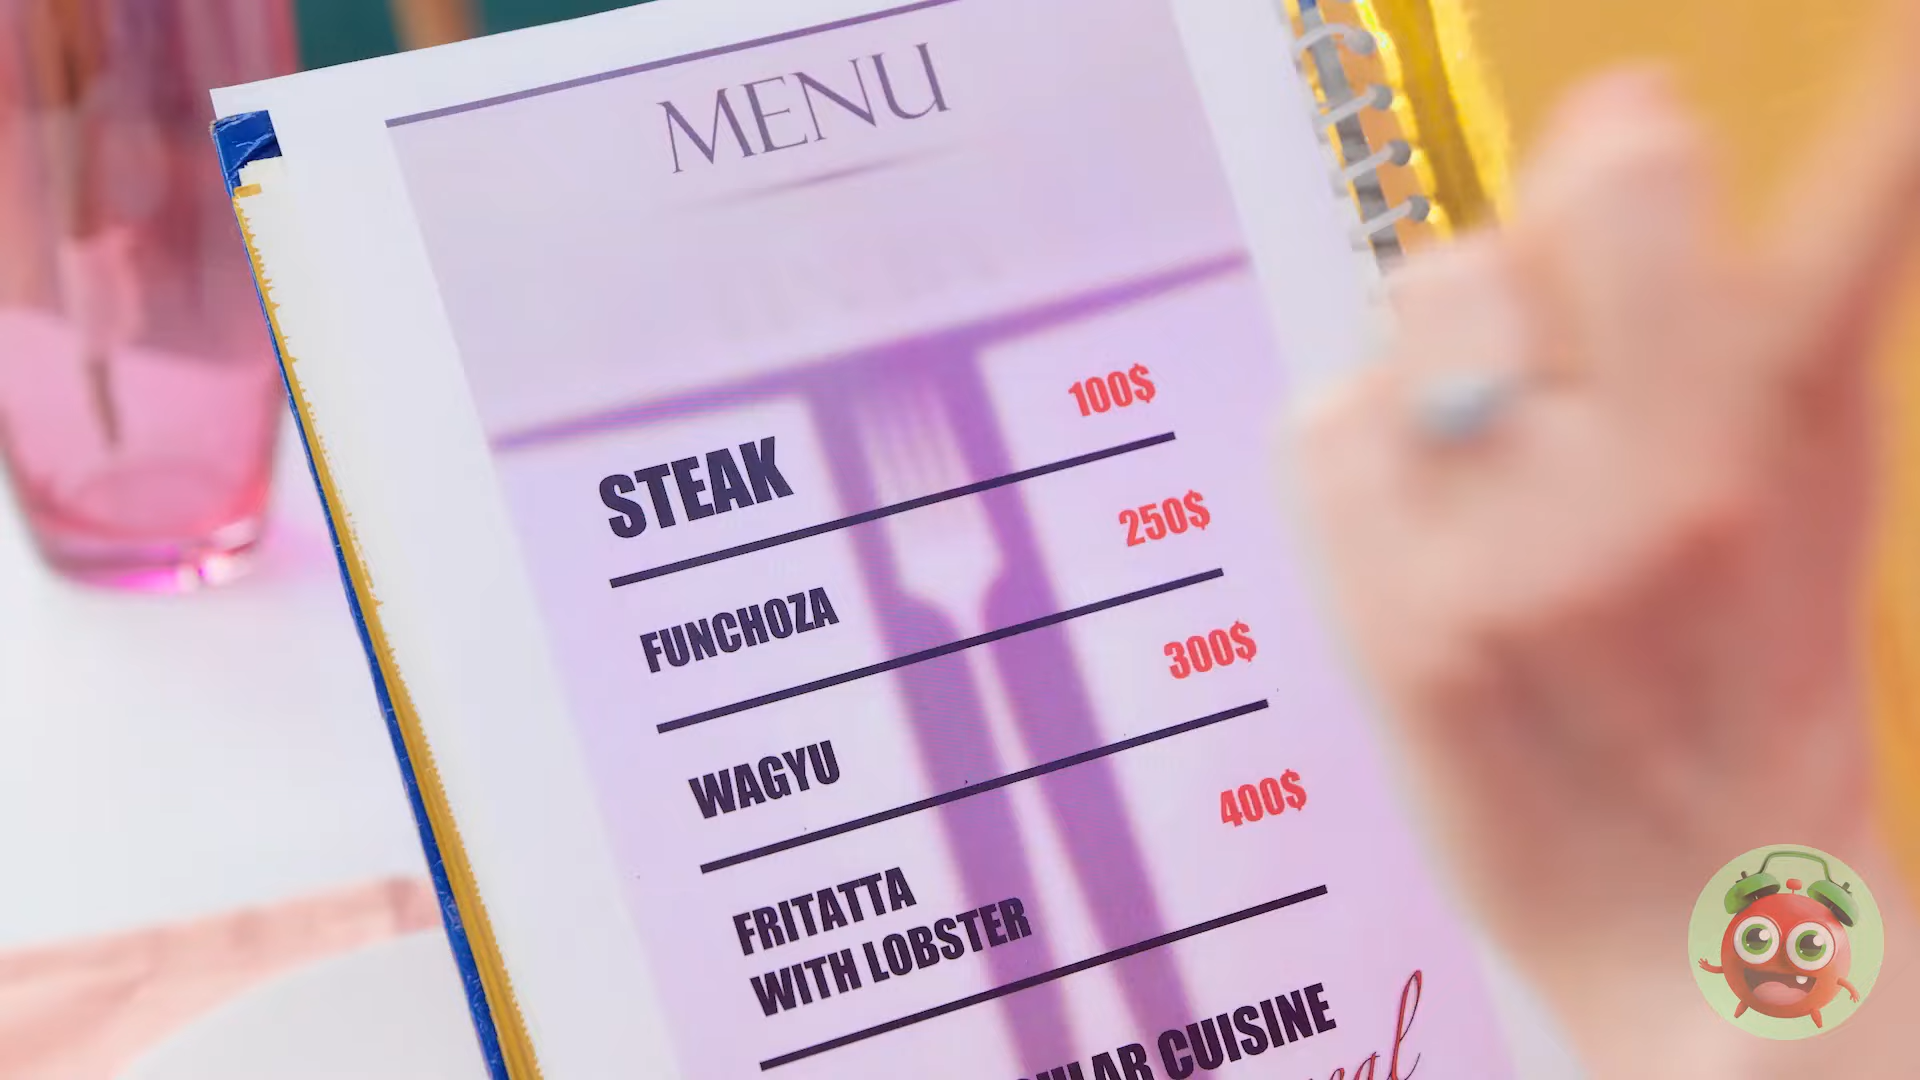 MENU
STEAK 100$
FUNCHOZA 250$
WAGYU 300$
FRITATTA 400$
WITH LOBSTER
CUISINE